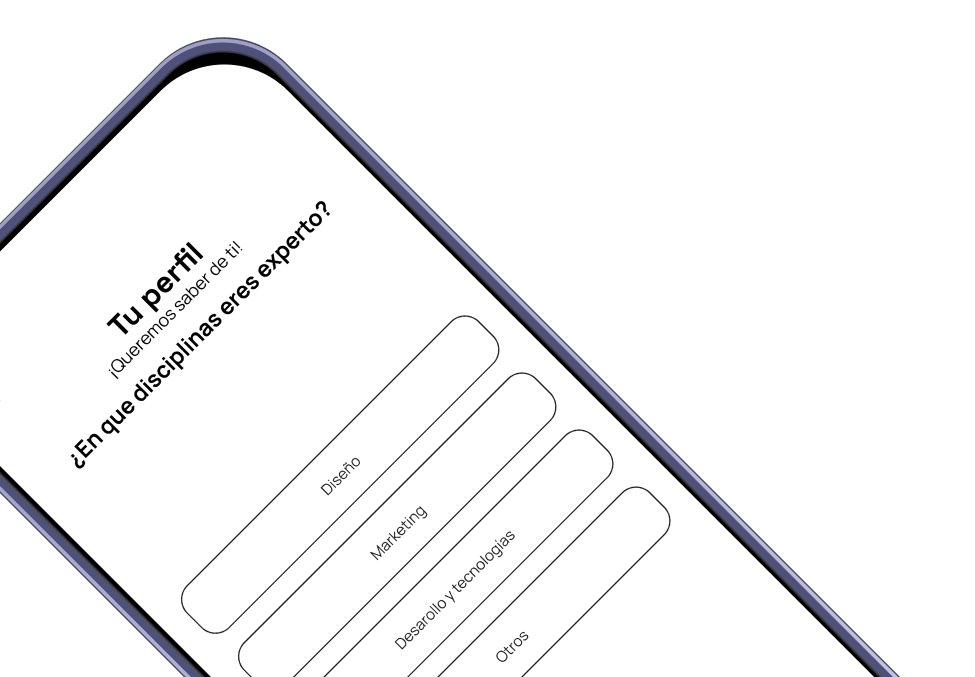 Tu perfil
¡Queremos saber de ti!
¿En que disciplinas eres experto?
Diseño
Marketing
Desarollo y tecnologías
Otros